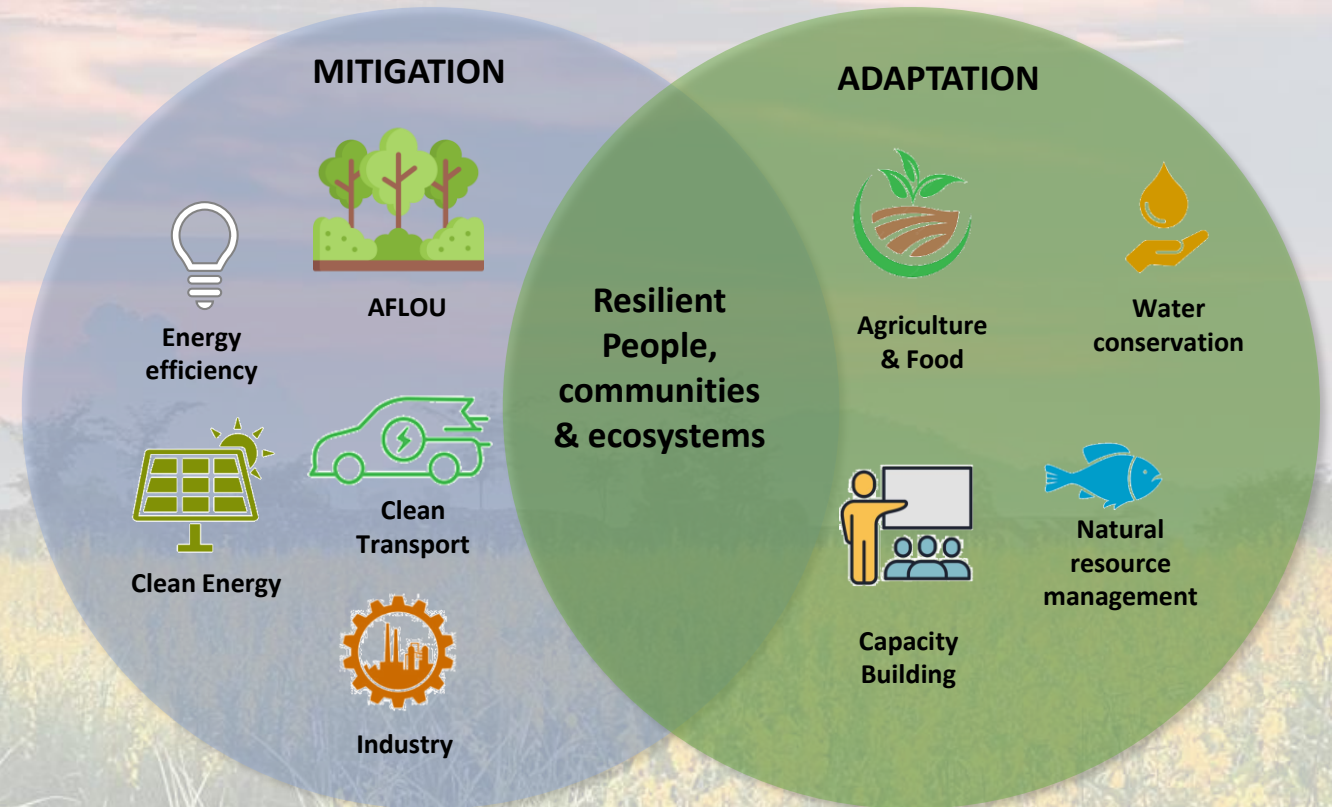 MITIGATION
AFLOU
Energy
efficiency
Clean
Transport
Clean Energy
Industry
Resilient
People,
communities
& ecosystems
ADAPTATION
Agriculture
& Food
Water
conservation
Natural
resource
management
Capacity
Building